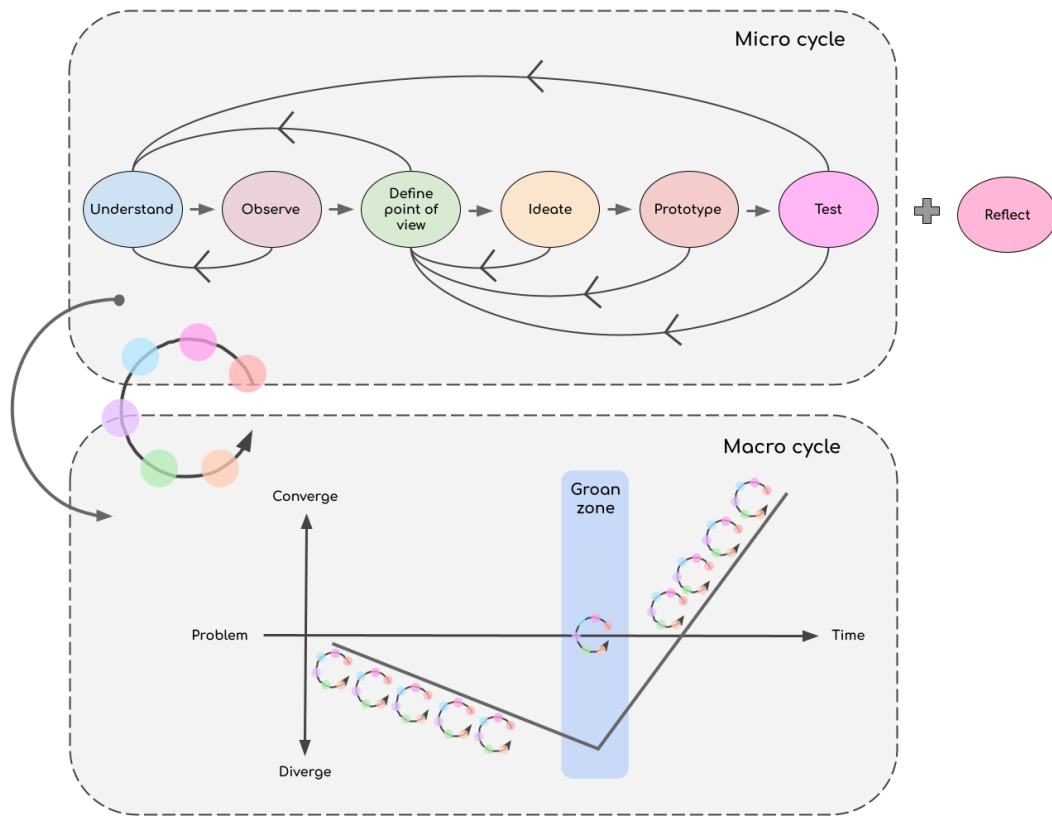 Micro cycle
Understand
Observe
Define
point of
view
Ideate
Prototype
Test
Reflect
Macro cycle
Groan
zone
Converge
Problem
Time
Diverge